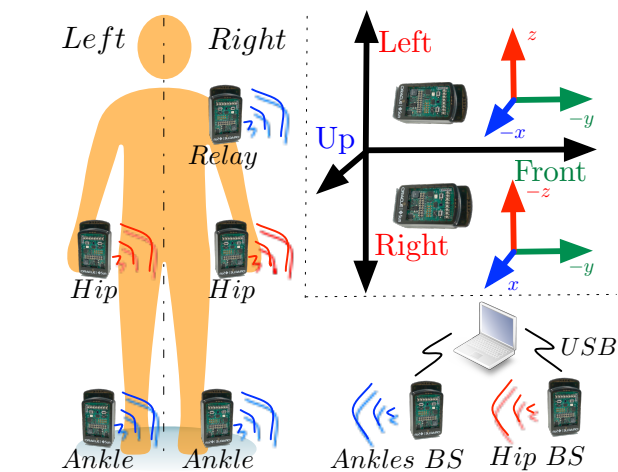 Left Right
Relay
Hip Hip
Ankle Ankle
Left
Up
Front
Right
z
-y
-x
-z
-y
x
USB
Ankles BS Hip BS